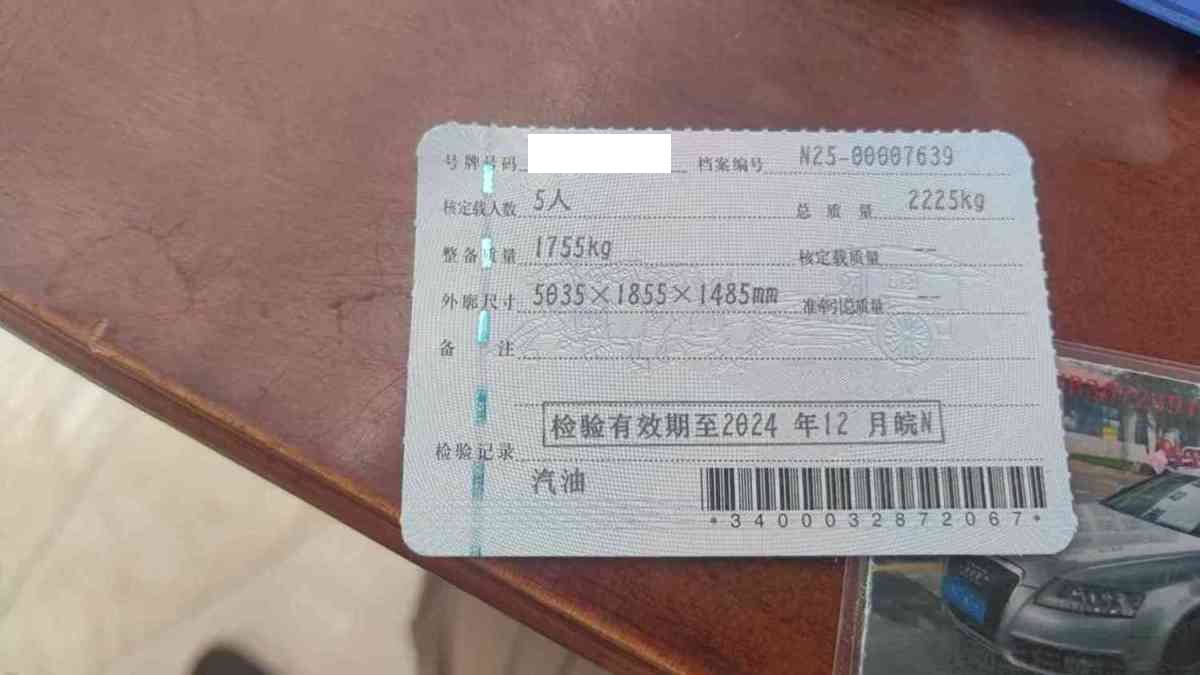 号牌号码 档案编号 N25-00007639
核定载人数 5人 总质量 2225kg
整备质量 1755kg 核定载质量 --
外廓尺寸 5035×1855×1485mm 准牵引总质量 --
备注
检验有效期至2024 年12 月皖N
检验记录
汽油
*3400032872067*